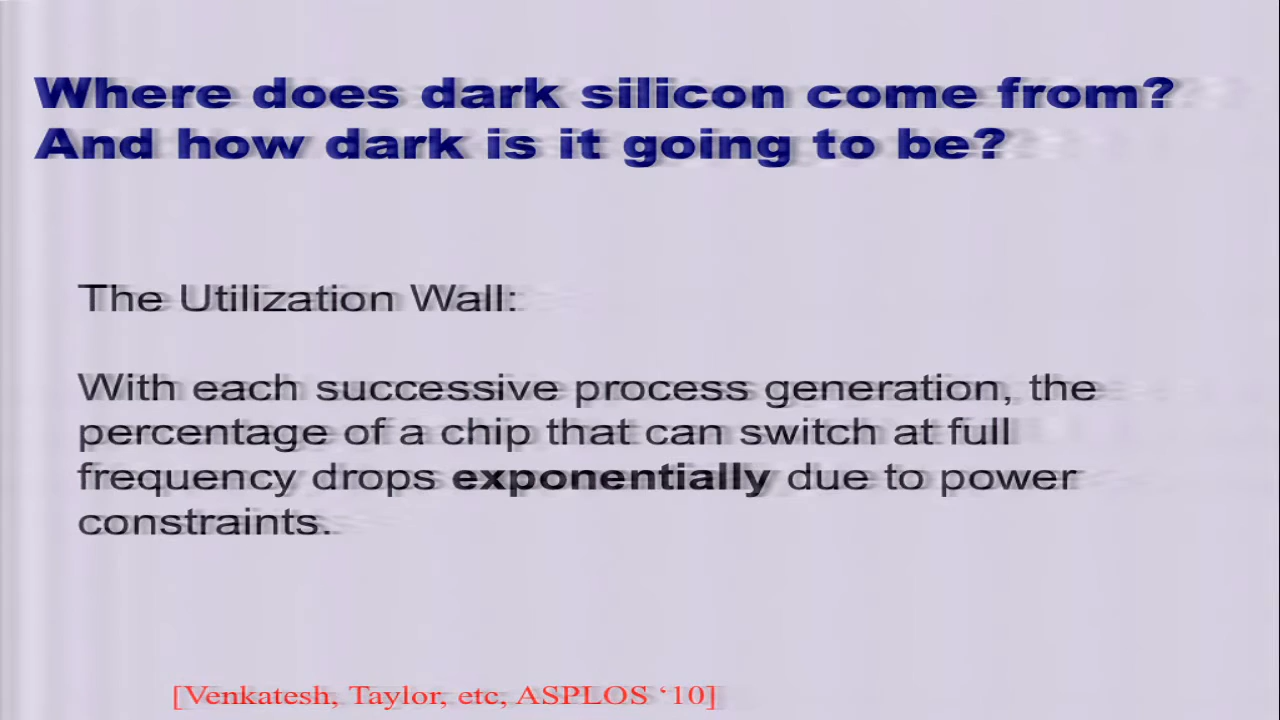 Where does dark silicon come from?
And how dark is it going to be?
The Utilization Wall:
With each successive process generation, the
percentage of a chip that can switch at full
frequency drops exponentially due to power
constraints.
[Venkatesh, Taylor, etc, ASPLOS ‘10]